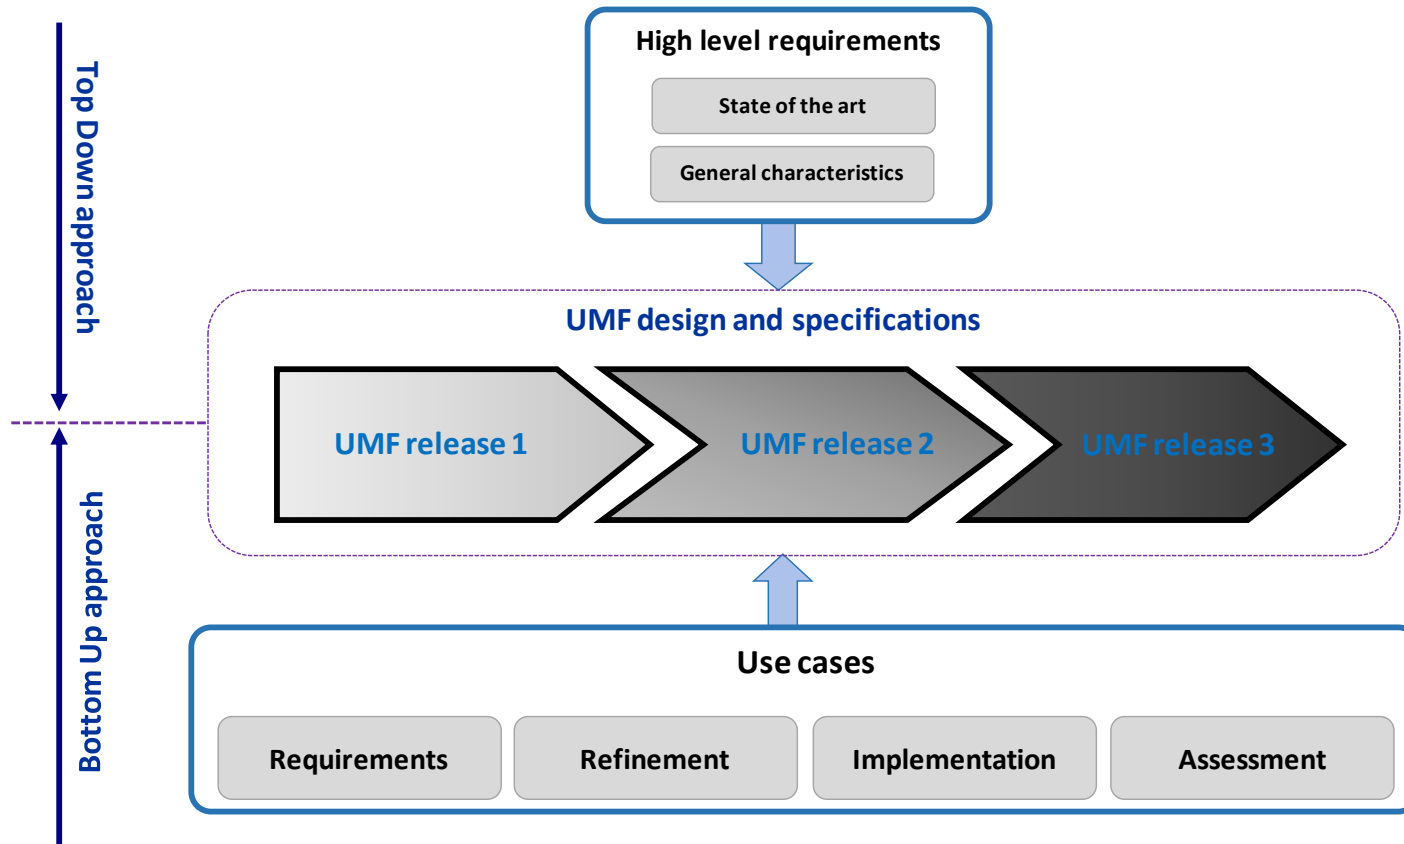 Top Down approach
High level requirements
State of the art
General characteristics
UMF design and specifications
UMF release 1
UMF release 2
UMF release 3
Bottom Up approach
Use cases
Requirements
Refinement
Implementation
Assessment